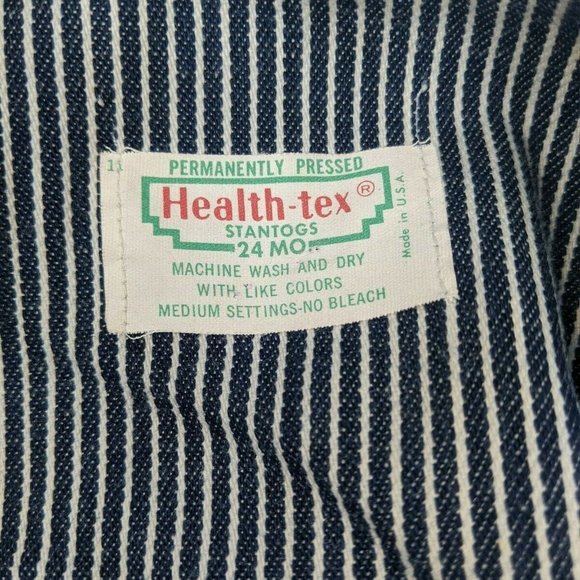 11
PERMANENTLY PRESSED
Health-tex®
STANTOGS
24 MO.
Made in U.S.A.
MACHINE WASH AND DRY
WITH LIKE COLORS
MEDIUM SETTINGS-NO BLEACH